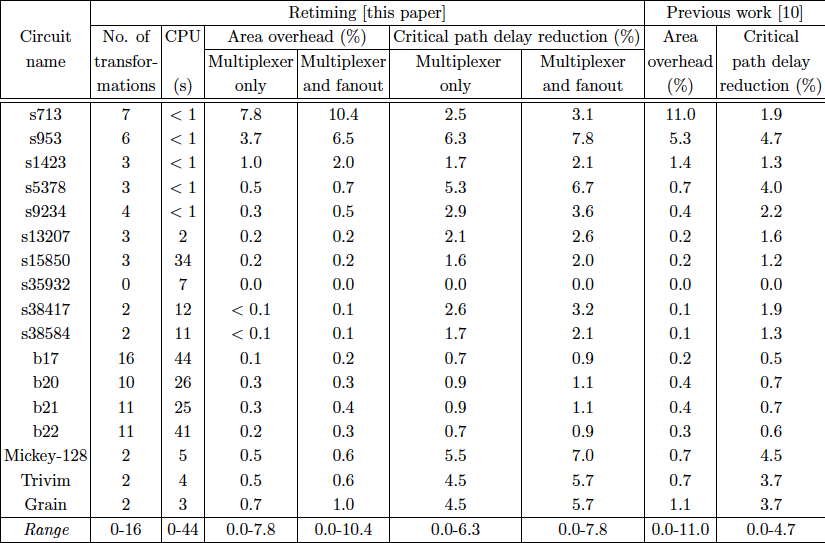 Retiming [this paper] Previous work [10]
Circuit No. of CPU Area overhead (%) Critical path delay reduction (%) Area Critical
name transfor- Multiplexer Multiplexer Multiplexer Multiplexer overhead path delay
mations (s) only and fanout only and fanout (%) reduction (%)
s713 7 < 1 7.8 10.4 2.5 3.1 11.0 1.9
s953 6 < 1 3.7 6.5 6.3 7.8 5.3 4.7
s1423 3 < 1 1.0 2.0 1.7 2.1 1.4 1.3
s5378 3 < 1 0.5 0.7 5.3 6.7 0.7 4.0
s9234 4 < 1 0.3 0.5 2.9 3.6 0.4 2.2
s13207 3 2 0.2 0.2 2.1 2.6 0.2 1.6
s15850 3 34 0.2 0.2 1.6 2.0 0.2 1.2
s35932 0 7 0.0 0.0 0.0 0.0 0.0 0.0
s38417 2 12 < 0.1 0.1 2.6 3.2 0.1 1.9
s38584 2 11 < 0.1 0.1 1.7 2.1 0.1 1.3
b17 16 44 0.1 0.2 0.7 0.9 0.2 0.5
b20 10 26 0.3 0.3 0.9 1.1 0.4 0.7
b21 11 25 0.3 0.4 0.9 1.1 0.4 0.7
b22 11 41 0.2 0.3 0.7 0.9 0.3 0.6
Mickey-128 2 5 0.5 0.6 5.5 7.0 0.7 4.5
Trivim 2 4 0.5 0.6 4.5 5.7 0.7 3.7
Grain 2 3 0.7 1.0 4.5 5.7 1.1 3.7
Range 0-16 0-44 0.0-7.8 0.0-10.4 0.0-6.3 0.0-7.8 0.0-11.0 0.0-4.7